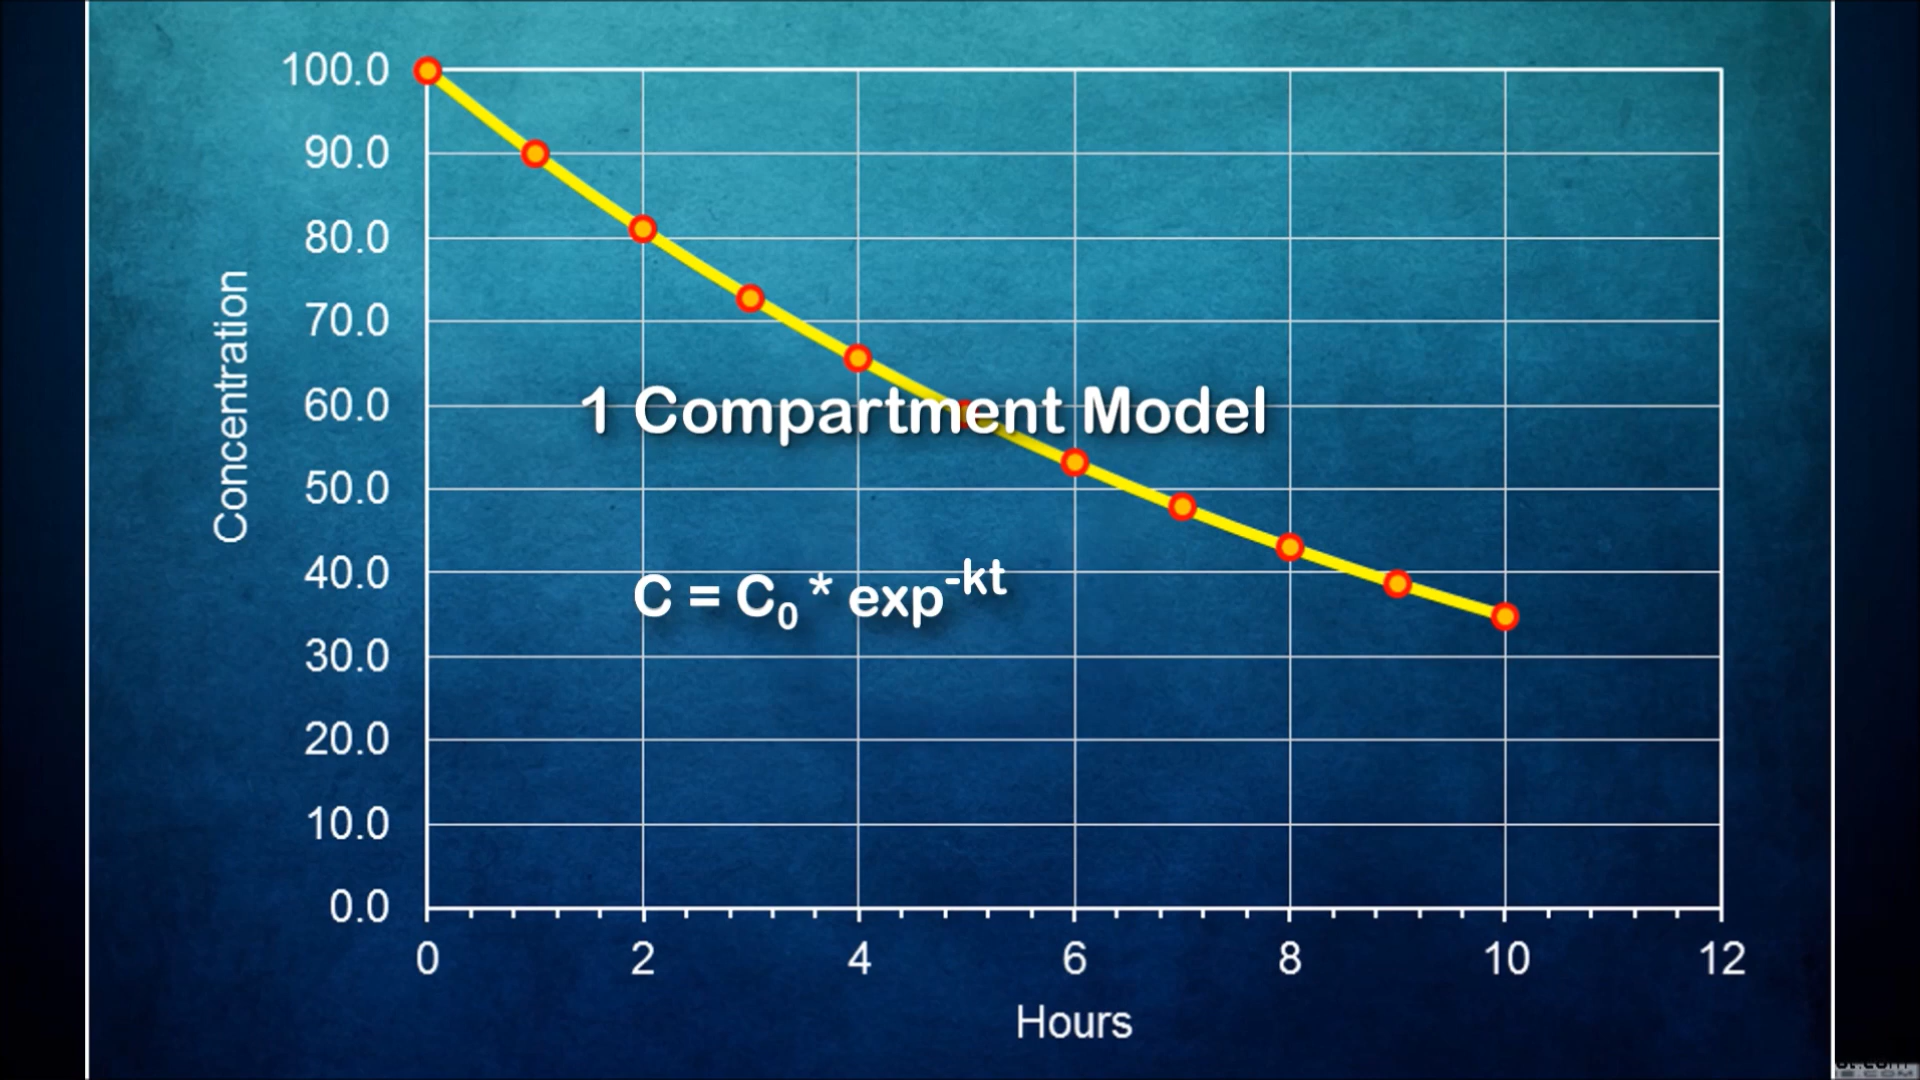 100.0
90.0
80.0
70.0
60.0
50.0
40.0
30.0
20.0
10.0
0.0
Concentration
1 Compartment Model
C = C₀ * exp⁻ᵏᵗ
0 2 4 6 8 10 12
Hours